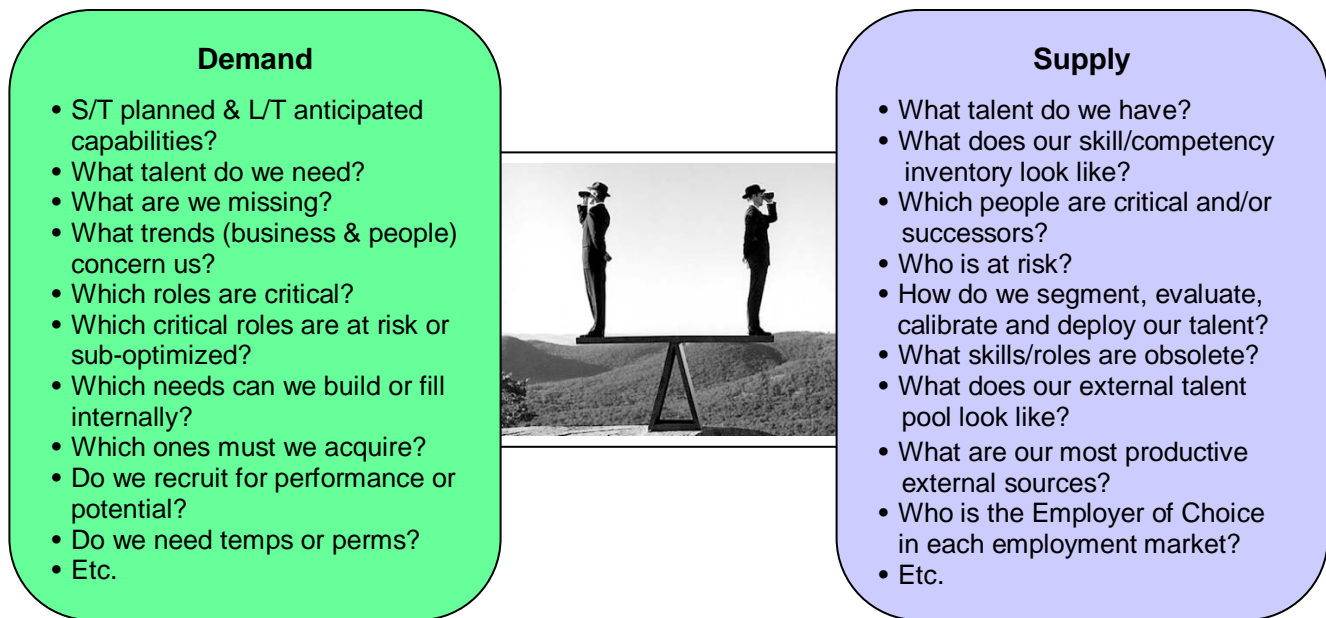 Demand
• S/T planned & L/T anticipated
capabilities?
• What talent do we need?
• What are we missing?
• What trends (business & people)
concern us?
• Which roles are critical?
• Which critical roles are at risk or
sub-optimized?
• Which needs can we build or fill
internally?
• Which ones must we acquire?
• Do we recruit for performance or
potential?
• Do we need temps or perms?
• Etc.
Supply
• What talent do we have?
• What does our skill/competency
inventory look like?
• Which people are critical and/or
successors?
• Who is at risk?
• How do we segment, evaluate,
calibrate and deploy our talent?
• What skills/roles are obsolete?
• What does our external talent
pool look like?
• What are our most productive
external sources?
• Who is the Employer of Choice
in each employment market?
• Etc.